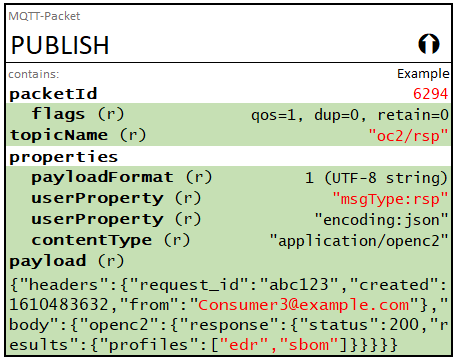 MQTT-Packet
PUBLISH
contains: Example
packetId 6294
flags (r) qos=1, dup=0, retain=0
topicName (r) "oc2/rsp"
properties
payloadFormat (r) 1 (UTF-8 string)
userProperty (r) "msgType:rsp"
userProperty (r) "encoding:json"
contentType (r) "application/openc2"
payload (r)
{"headers":{"request_id":"abc123","created":
1610483632,"from":"Consumer3@example.com"},"
body":{"openc2":{"response":{"status":200,"r
esults":{"profiles":["edr","sbom"]}}}}}